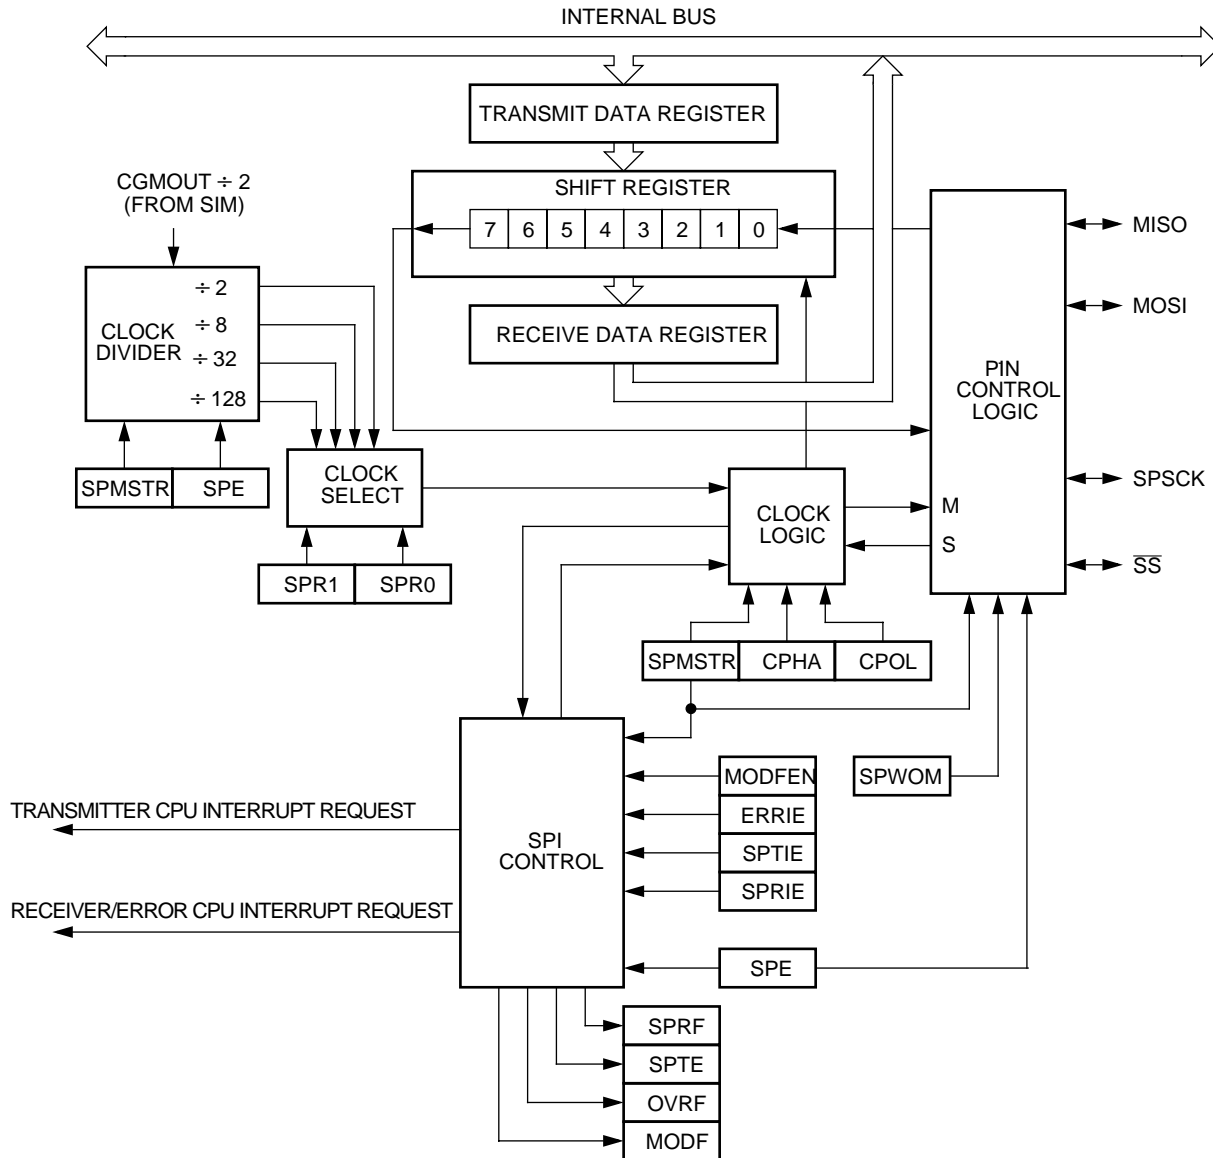 INTERNAL BUS
TRANSMIT DATA REGISTER
CGMOUT ÷ 2
(FROM SIM)
SHIFT REGISTER
7 6 5 4 3 2 1 0
MISO
MOSI
÷ 2
÷ 8
÷ 32
÷ 128
CLOCK
DIVIDER
RECEIVE DATA REGISTER
P1N
CONTROL
LOGIC
SPMSTR SPE
CLOCK
SELECT
SPR1 SPR0
CLOCK
LOGIC
M
S
SPSCK
SS
SPMSTR CPHA CPOL
MODFEN
SPWOM
ERRIE
SPTIE
SPRIE
SPE
TRANSMITTER CPU INTERRUPT REQUEST
SPI
CONTROL
RECEIVER/ERROR CPU INTERRUPT REQUEST
SPRF
SPTE
OVRF
MODF